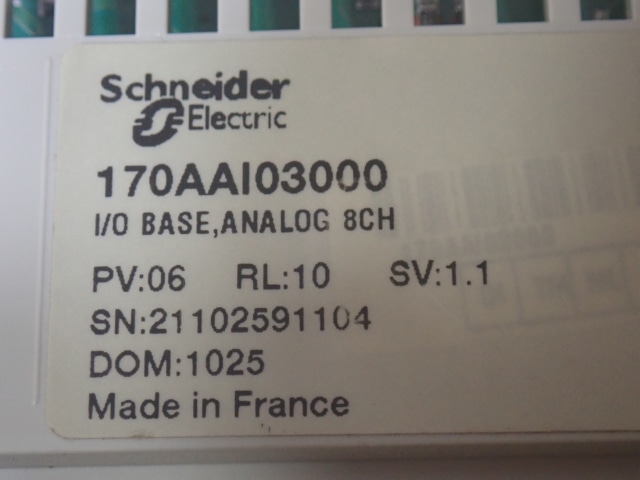 Schneider
Electric
170AAI03000
I/O BASE,ANALOG 8CH
PV:06 RL:10 SV:1.1
SN:21102591104
DOM:1025
Made in France